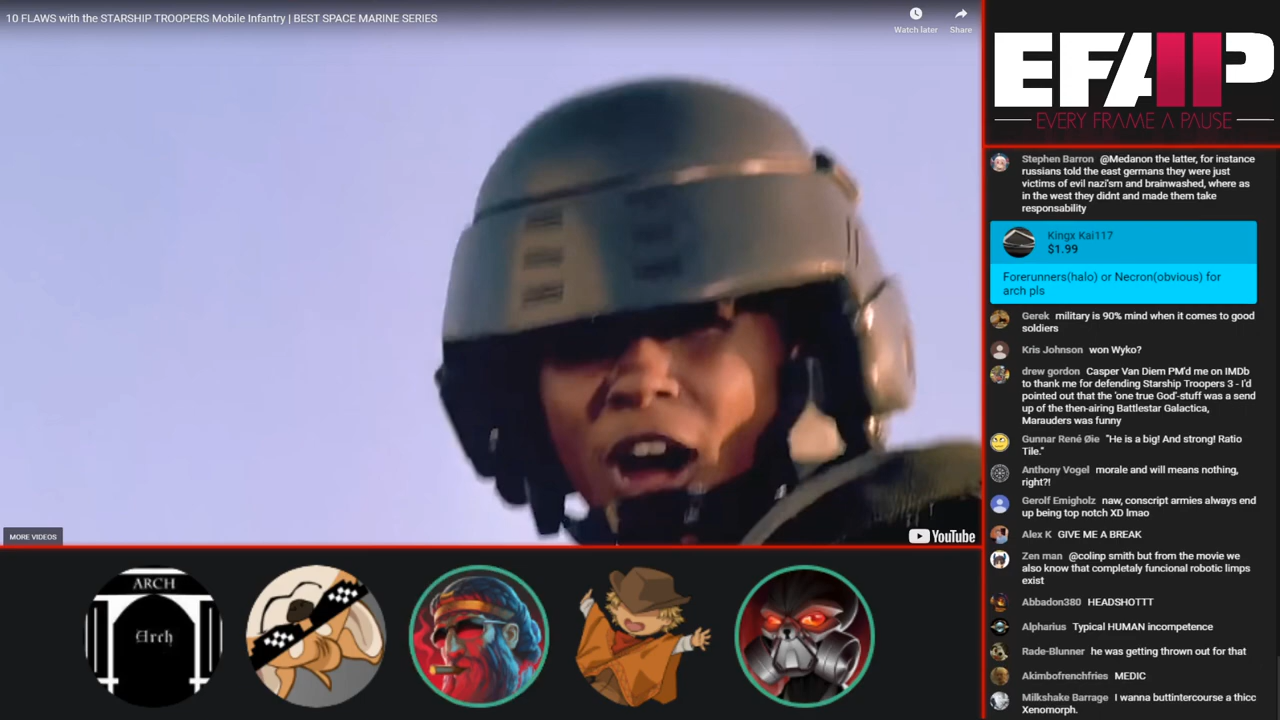 10 FLAWS with the STARSHIP TROOPERS Mobile Infantry | BEST SPACE MARINE SERIES
Watch later
Share
MORE VIDEOS
YouTube
ARCH
Arch
EFAP
EVERY FRAME A PAUSE
Stephen Barron @Medanon the latter, for instance
russians told the east germans they were just
victims of evil nazi'sm and brainwashed, where as
in the west they didnt and made them take
responsability
Kingx Kai117
$1.99
Forerunners(halo) or Necron(obvious) for
arch pls
Gerek military is 90% mind when it comes to good
soldiers
Kris Johnson won Wyko?
drew gordon Casper Van Diem PM'd me on IMDb
to thank me for defending Starship Troopers 3 - I'd
pointed out that the 'one true God'-stuff was a send
up of the then-airing Battlestar Galactica,
Marauders was funny
Gunnar René Øie "He is a big! And strong! Ratio
Tile."
Anthony Vogel morale and will means nothing,
right?!
Gerolf Emigholz naw, conscript armies always end
up being top notch XD lmao
Alex K GIVE ME A BREAK
Zen man @colinp smith but from the movie we
also know that completaly funcional robotic limps
exist
Abbadon380 HEADSHOTTT
Alpharius Typical HUMAN incompetence
Rade-Blunner he was getting thrown out for that
Akimbofrenchfries MEDIC
Milkshake Barrage I wanna buttintercourse a thicc
Xenomorph.